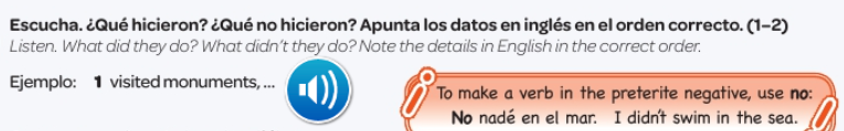 Escucha. ¿Qué hicieron? ¿Qué no hicieron? Apunta los datos en inglés en el orden correcto. (1–2)
Listen. What did they do? What didn't they do? Note the details in English in the correct order.
Ejemplo: 1 visited monuments, ...
To make a verb in the preterite negative, use no:
No nadé en el mar. I didn't swim in the sea.